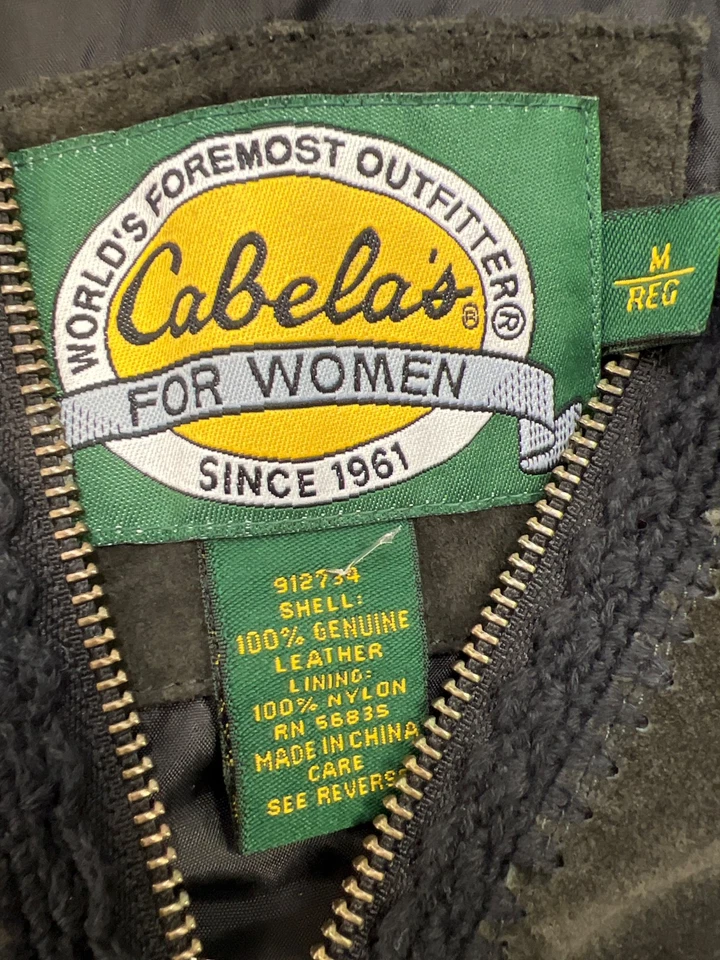 WORLD'S FOREMOST OUTFITTER®
Cabela's®
FOR WOMEN
SINCE 1961
M
REG
912734
SHELL:
100% GENUINE
LEATHER
LINING:
100% NYLON
RN 56835
MADE IN CHINA
CARE
SEE REVERSE